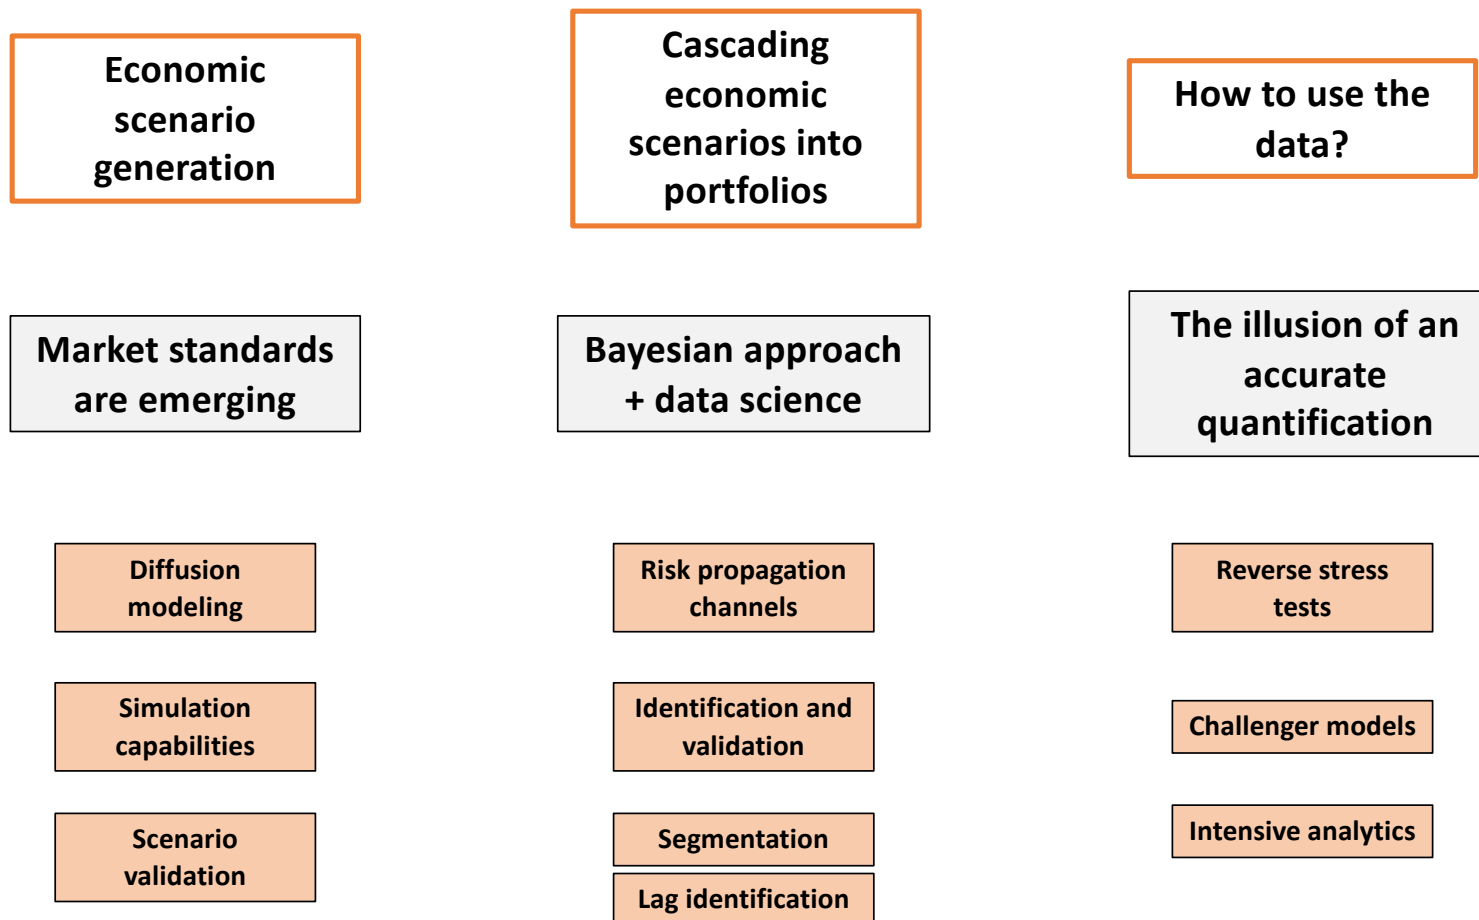 Economic
scenario
generation
Cascading
economic
scenarios into
portfolios
How to use the
data?
Market standards
are emerging
Bayesian approach
+ data science
The illusion of an
accurate
quantification
Diffusion
modeling
Risk propagation
channels
Reverse stress
tests
Simulation
capabilities
Identification and
validation
Challenger models
Scenario
validation
Segmentation
Lag identification
Intensive analytics